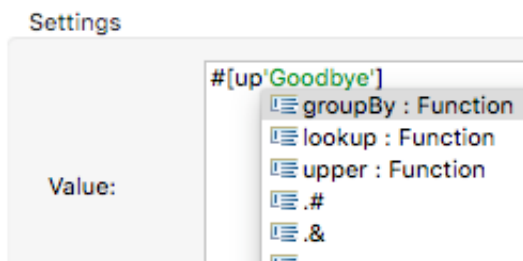 Settings
#[up'Goodbye']
groupBy : Function
lookup : Function
upper : Function
Value:
.#
.&